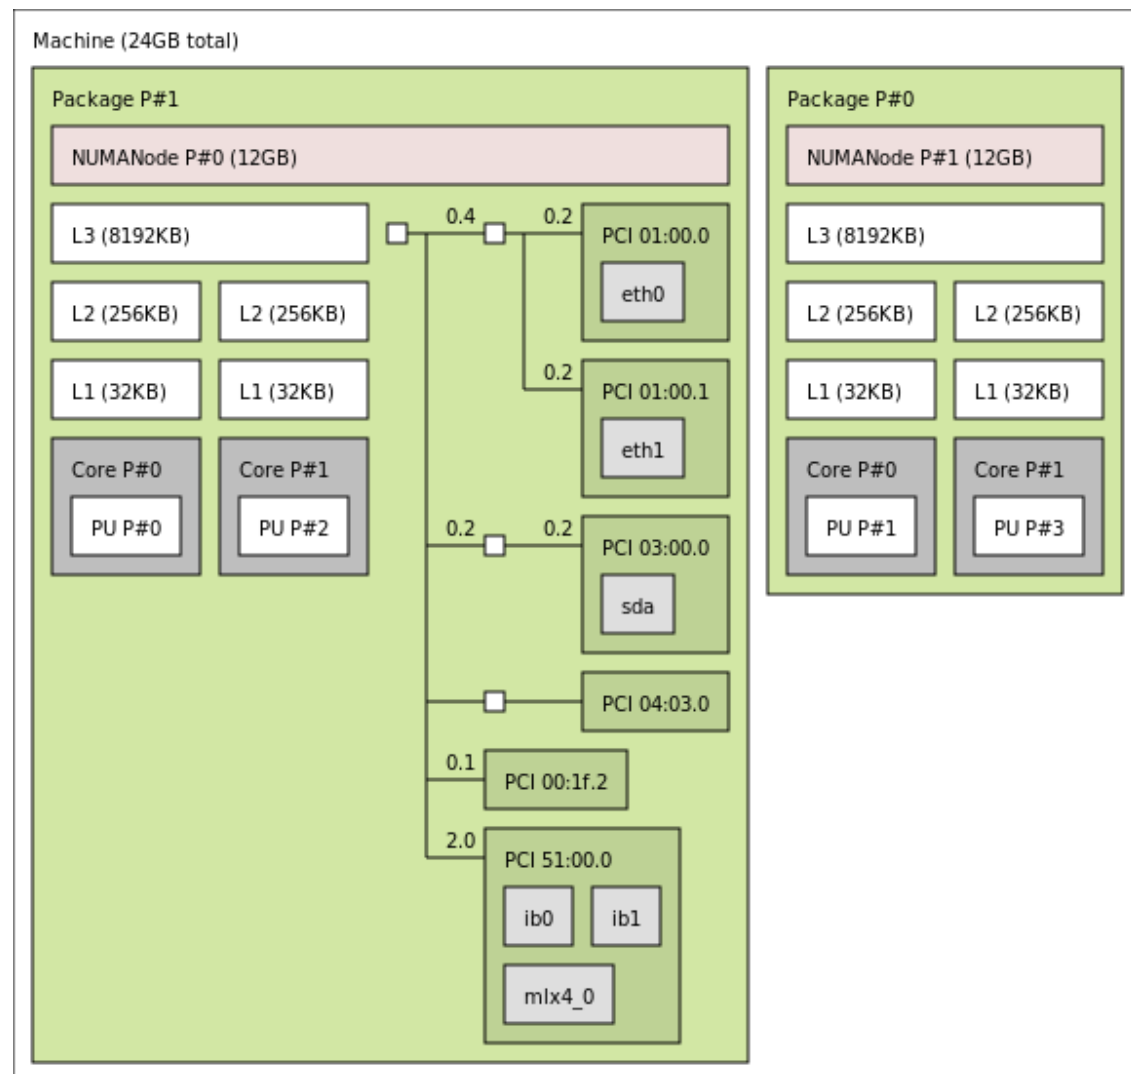 Machine (24GB total)
Package P#1
NUMANode P#0 (12GB)
L3 (8192KB)
L2 (256KB)
L2 (256KB)
L1 (32KB)
L1 (32KB)
Core P#0
PU P#0
Core P#1
PU P#2
0.4
0.2
PCI 01:00.0
eth0
0.2
PCI 01:00.1
eth1
0.2
0.2
PCI 03:00.0
sda
PCI 04:03.0
0.1
PCI 00:1f.2
2.0
PCI 51:00.0
ib0
ib1
mlx4_0
Package P#0
NUMANode P#1 (12GB)
L3 (8192KB)
L2 (256KB)
L2 (256KB)
L1 (32KB)
L1 (32KB)
Core P#0
PU P#1
Core P#1
PU P#3